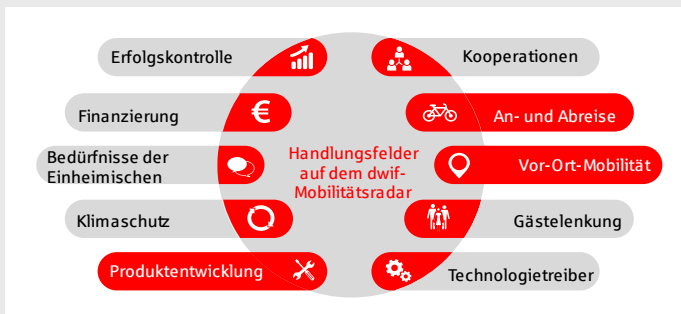 Erfolgskontrolle
Kooperationen
Finanzierung
€
An- und Abreise
Bedürfnisse der
Einheimischen
Handlungsfelder
auf dem dwif-
Mobilitätsradar
Vor-Ort-Mobilität
Klimaschutz
Gästelenkung
Produktentwicklung
Technologietreiber